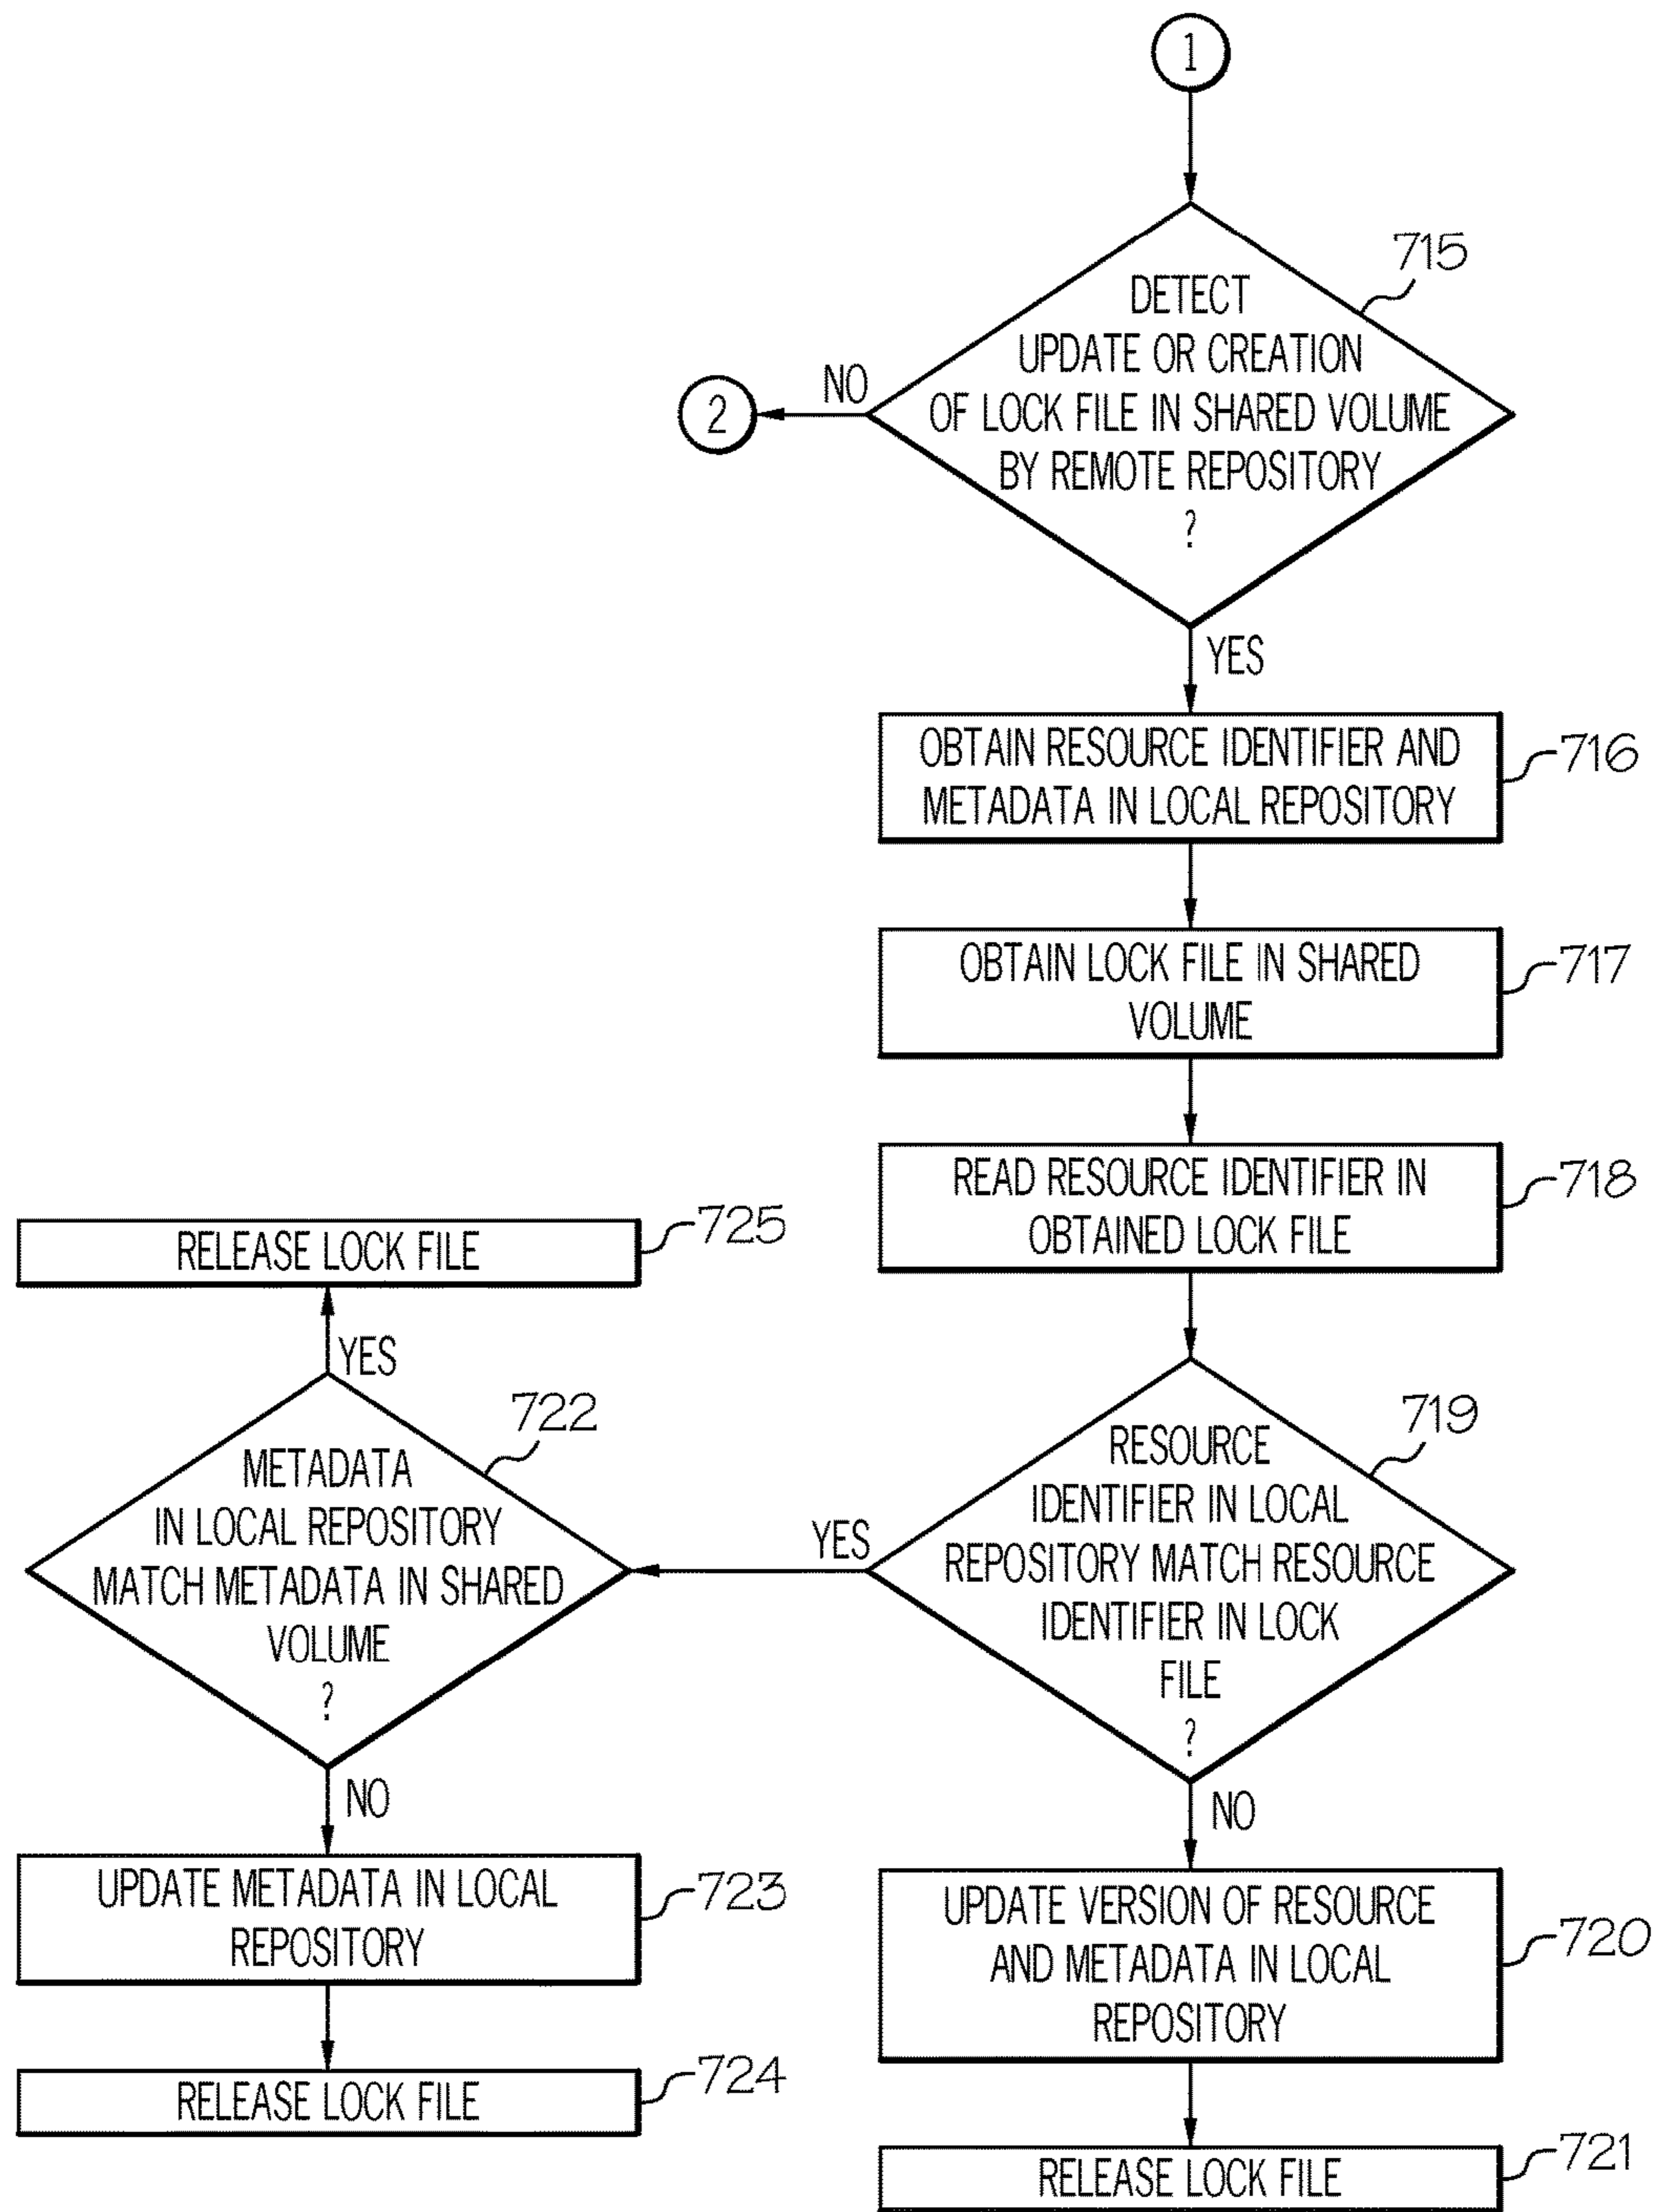 1
715
DETECT
UPDATE OR CREATION
OF LOCK FILE IN SHARED VOLUME
BY REMOTE REPOSITORY
?
NO
2
YES
OBTAIN RESOURCE IDENTIFIER AND
METADATA IN LOCAL REPOSITORY
716
OBTAIN LOCK FILE IN SHARED
VOLUME
717
READ RESOURCE IDENTIFIER IN
OBTAINED LOCK FILE
718
719
RESOURCE
IDENTIFIER IN LOCAL
REPOSITORY MATCH RESOURCE
IDENTIFIER IN LOCK
FILE
?
YES
NO
UPDATE VERSION OF RESOURCE
AND METADATA IN LOCAL
REPOSITORY
720
RELEASE LOCK FILE
721
RELEASE LOCK FILE
725
YES
722
METADATA
IN LOCAL REPOSITORY
MATCH METADATA IN SHARED
VOLUME
?
NO
UPDATE METADATA IN LOCAL
REPOSITORY
723
RELEASE LOCK FILE
724